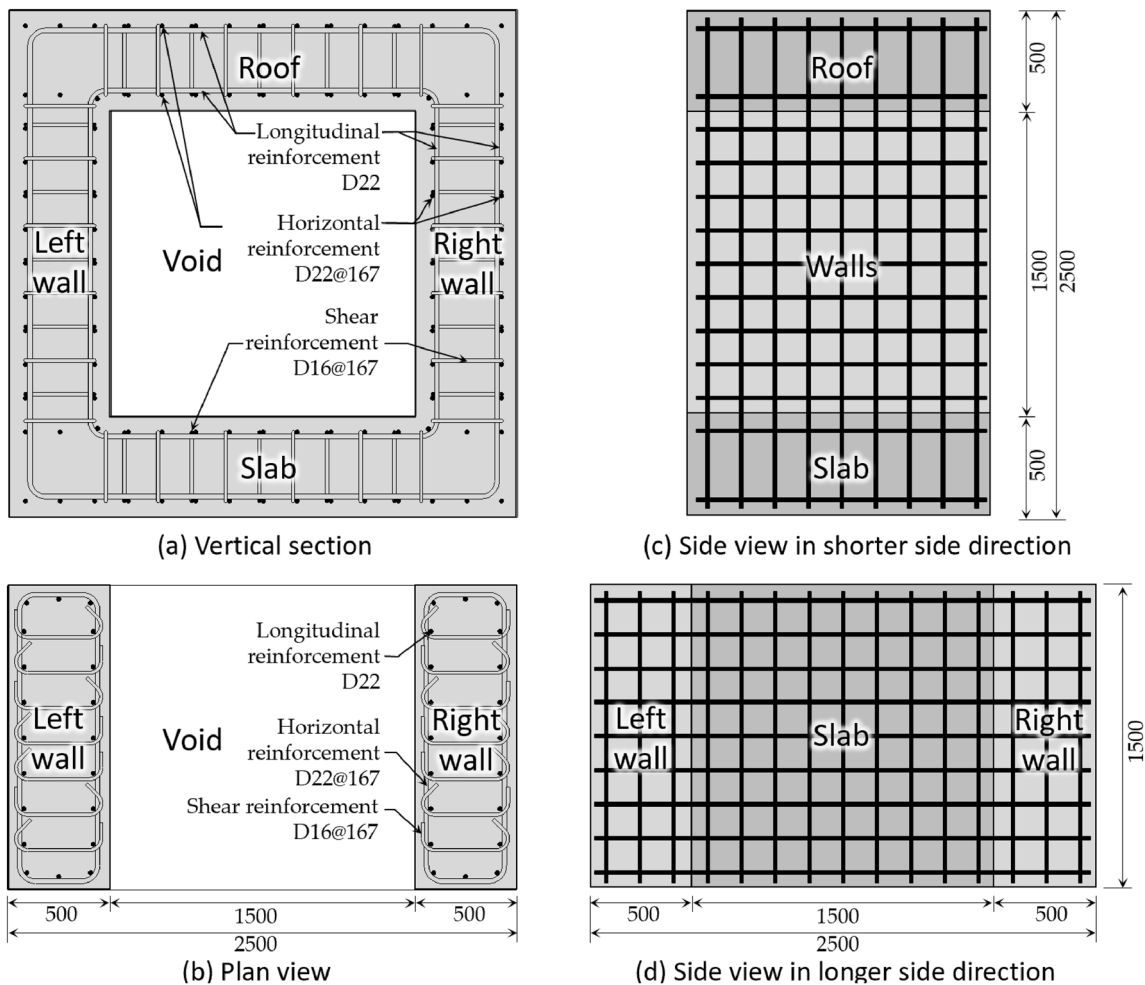 Roof
Longitudinal
reinforcement
D22
Left
wall
Void
Horizontal
reinforcement
D22@167
Right
wall
Shear
reinforcement
D16@167
Slab
(a) Vertical section
Roof
Walls
Slab
500
1500
500
2500
(c) Side view in shorter side direction
Left
wall
Void
Longitudinal
reinforcement
D22
Horizontal
reinforcement
D22@167
Shear reinforcement
D16@167
Right
wall
500
1500
500
2500
(b) Plan view
Left
wall
Slab
Right
wall
1500
500
1500
500
2500
(d) Side view in longer side direction